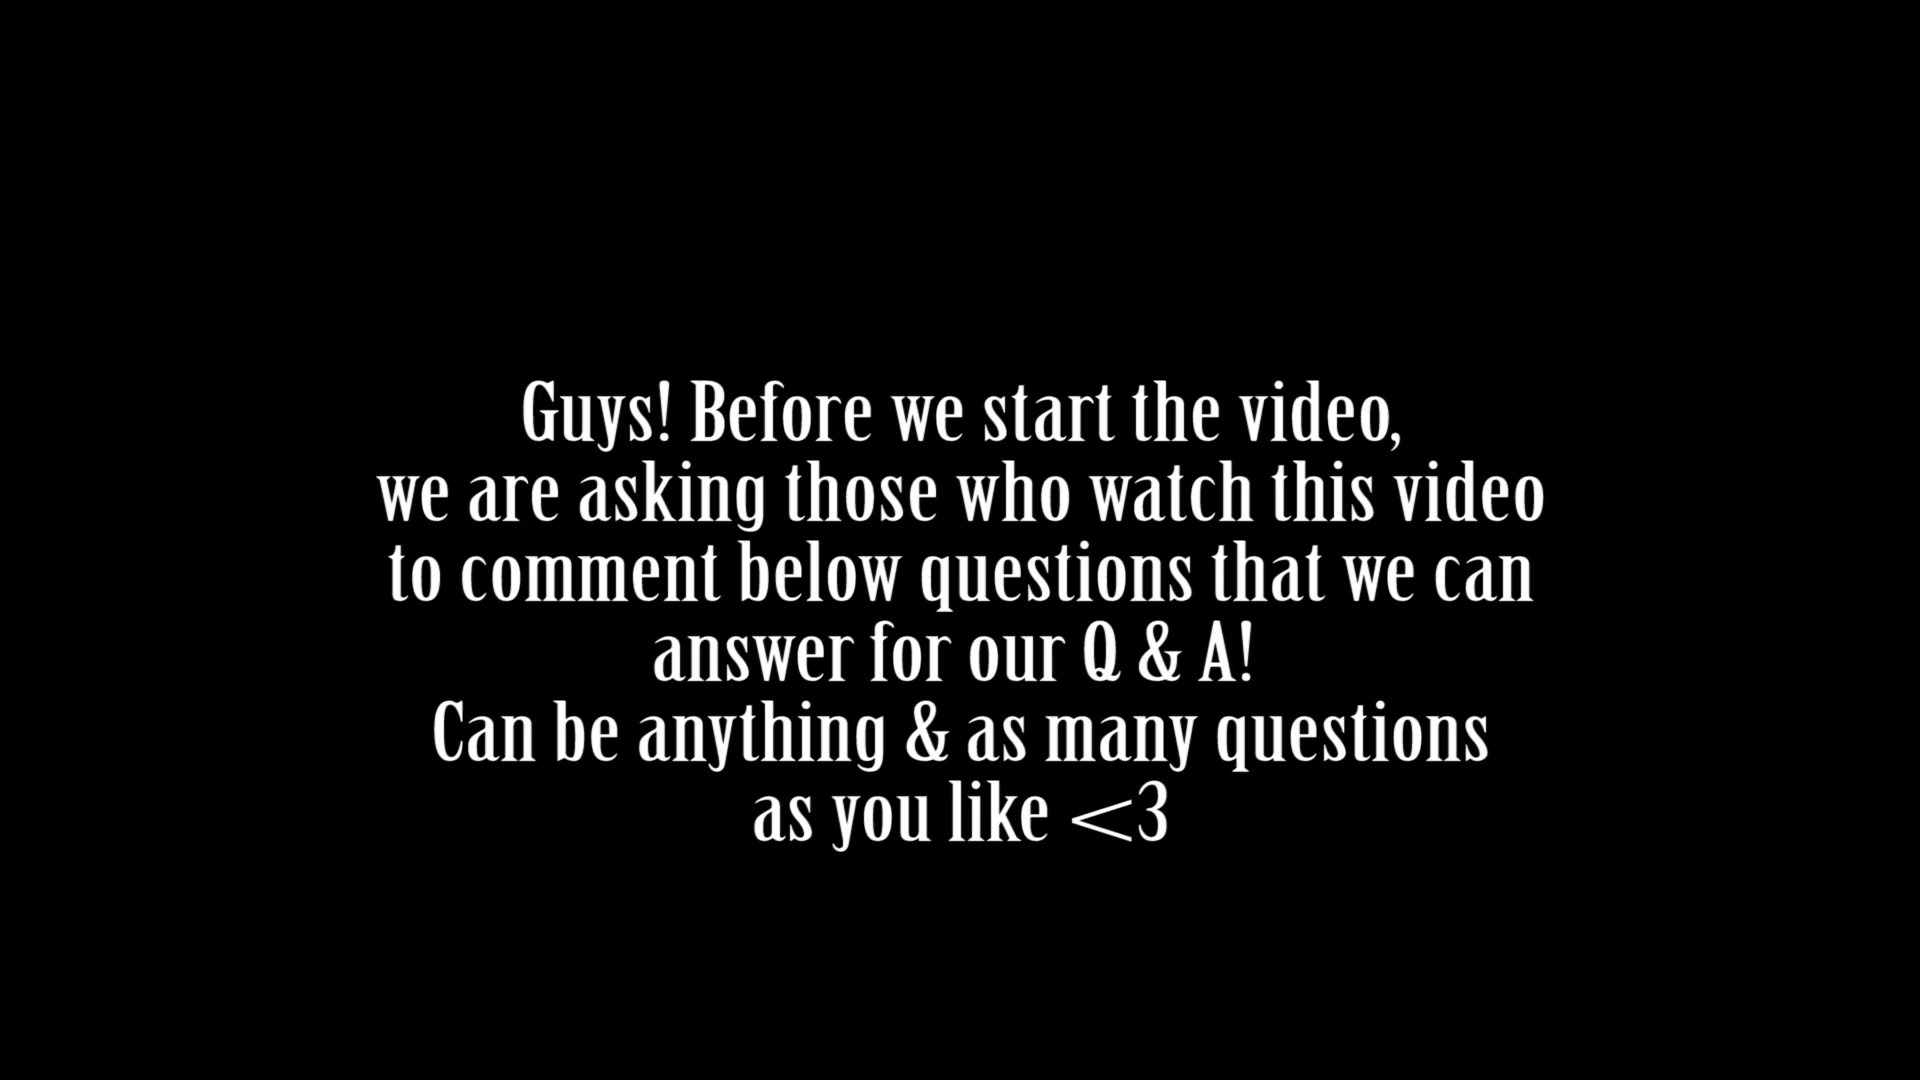 Guys! Before we start the video,
we are asking those who watch this video
to comment below questions that we can
answer for our Q & A!
Can be anything & as many questions
as you like <3